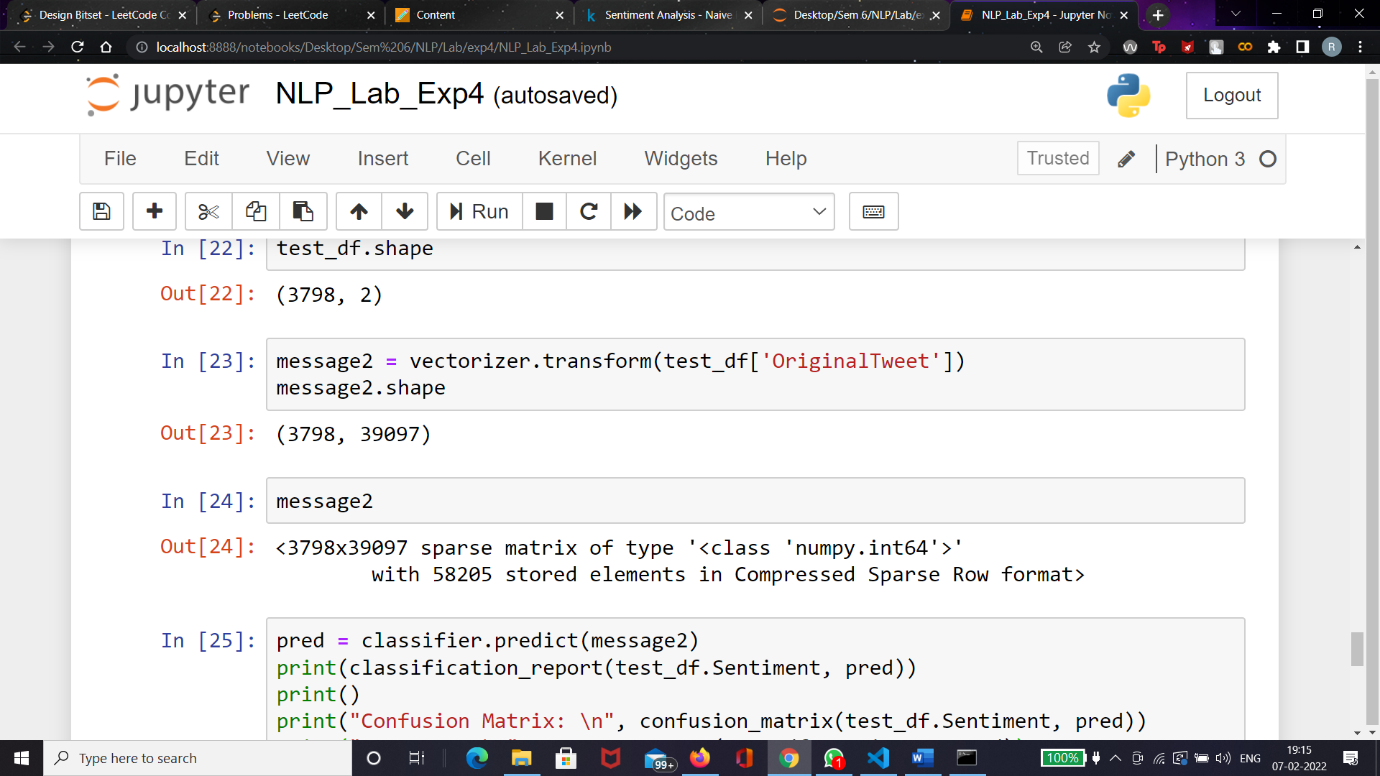 Design Bitset - LeetCode Co
Problems - LeetCode
Content
Sentiment Analysis - Naive
Desktop/Sem 6/NLP/Lab/e
NLP_Lab_Exp4 - Jupyter No
localhost:8888/notebooks/Desktop/Sem%206/NLP/Lab/exp4/NLP_Lab_Exp4.ipynb
Tp
R
jupyter NLP_Lab_Exp4 (autosaved)
Logout
File Edit View Insert Cell Kernel Widgets Help
Trusted
Python 3
Run
Code
In [22]: test_df.shape
Out[22]: (3798, 2)
In [23]: message2 = vectorizer.transform(test_df['OriginalTweet'])
message2.shape
Out[23]: (3798, 39097)
In [24]: message2
Out[24]: <3798x39097 sparse matrix of type '<class 'numpy.int64'>'
with 58205 stored elements in Compressed Sparse Row format>
In [25]: pred = classifier.predict(message2)
print(classification_report(test_df.Sentiment, pred))
print()
print("Confusion Matrix: \n", confusion_matrix(test_df.Sentiment, pred))
Type here to search
99+
1
100%
ENG
19:15
07-02-2022